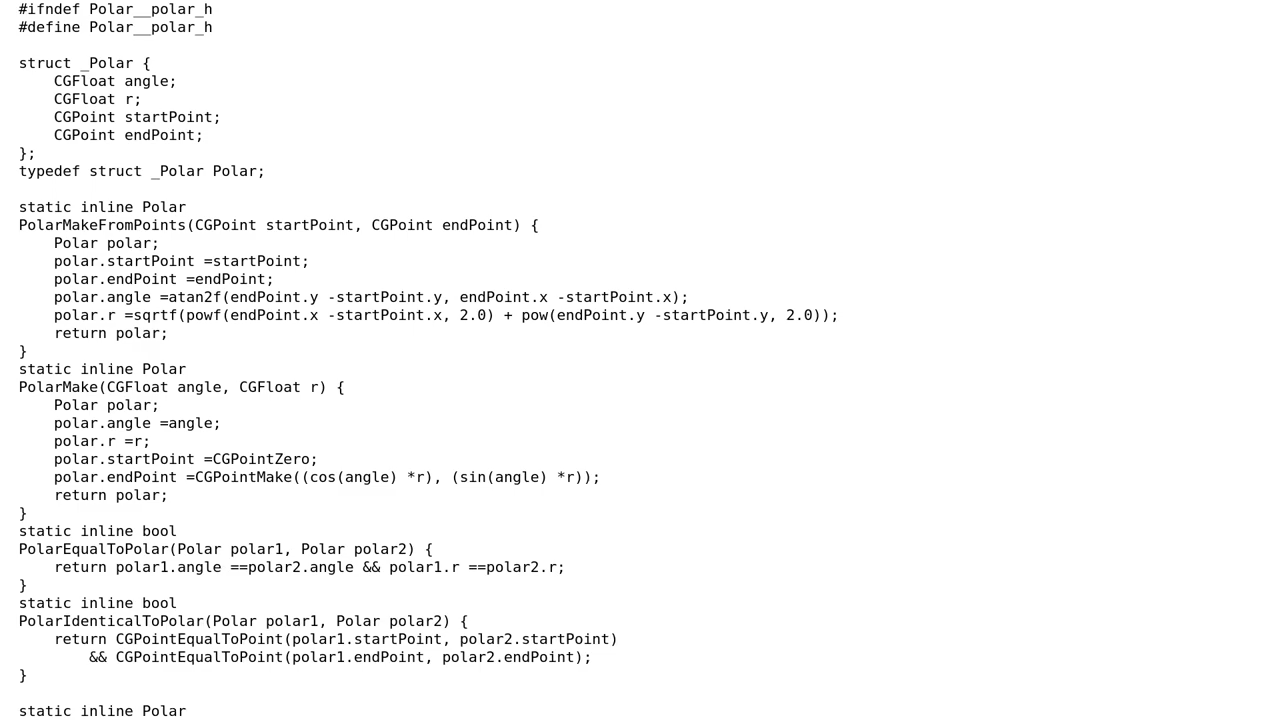 #ifndef Polar__polar_h
#define Polar__polar_h

struct _Polar {
    CGFloat angle;
    CGFloat r;
    CGPoint startPoint;
    CGPoint endPoint;
};
typedef struct _Polar Polar;

static inline Polar
PolarMakeFromPoints(CGPoint startPoint, CGPoint endPoint) {
    Polar polar;
    polar.startPoint =startPoint;
    polar.endPoint =endPoint;
    polar.angle =atan2f(endPoint.y -startPoint.y, endPoint.x -startPoint.x);
    polar.r =sqrtf(powf(endPoint.x -startPoint.x, 2.0) + pow(endPoint.y -startPoint.y, 2.0));
    return polar;
}
static inline Polar
PolarMake(CGFloat angle, CGFloat r) {
    Polar polar;
    polar.angle =angle;
    polar.r =r;
    polar.startPoint =CGPointZero;
    polar.endPoint =CGPointMake((cos(angle) *r), (sin(angle) *r));
    return polar;
}
static inline bool
PolarEqualToPolar(Polar polar1, Polar polar2) {
    return polar1.angle ==polar2.angle && polar1.r ==polar2.r;
}
static inline bool
PolarIdenticalToPolar(Polar polar1, Polar polar2) {
    return CGPointEqualToPoint(polar1.startPoint, polar2.startPoint)
        && CGPointEqualToPoint(polar1.endPoint, polar2.endPoint);
}

static inline Polar